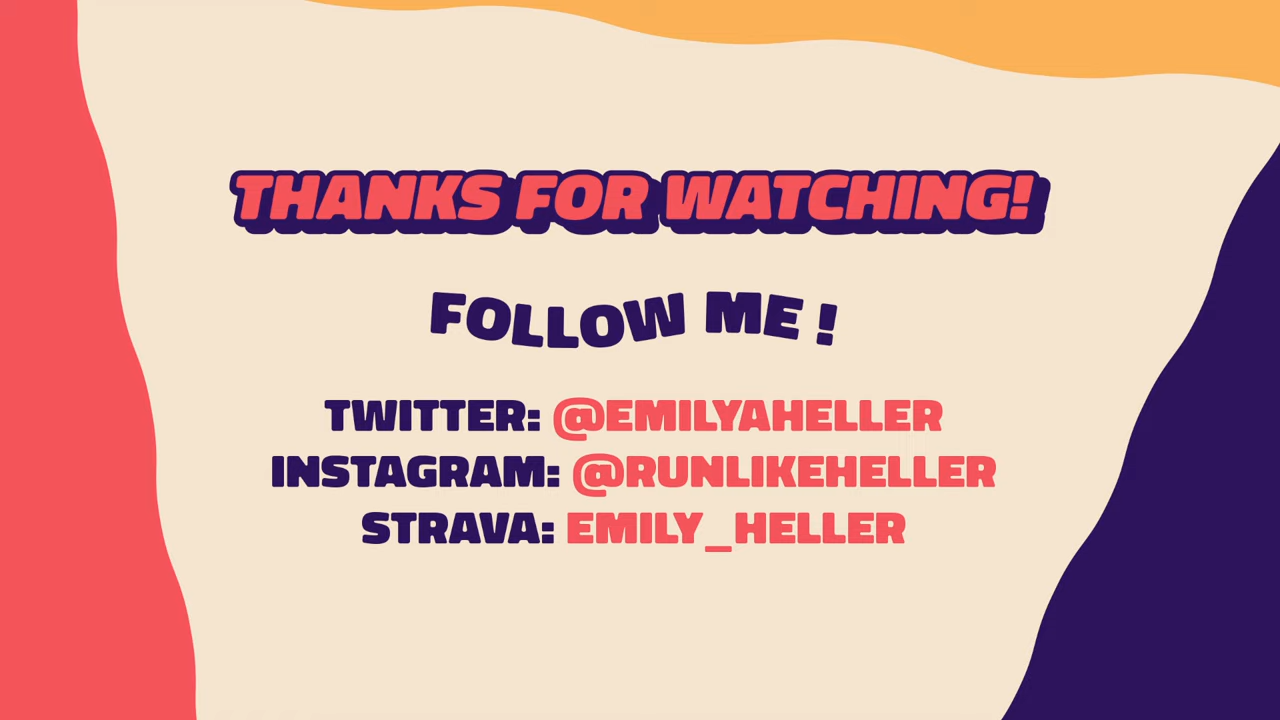 THANKS FOR WATCHING!
FOLLOW ME !
TWITTER: @EMILYAHELLER
INSTAGRAM: @RUNLIKEHELLER
STRAVA: EMILY_HELLER